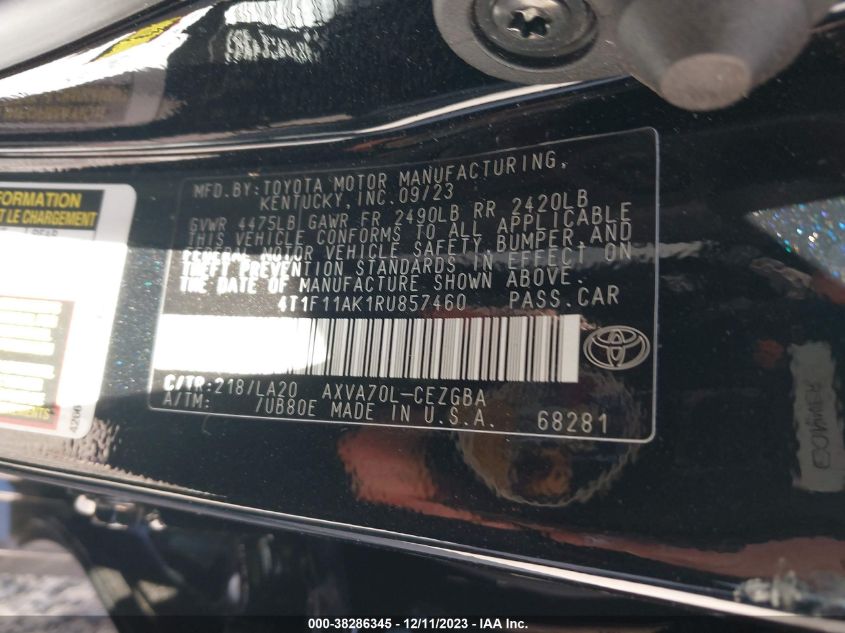 MFD.BY:TOYOTA MOTOR MANUFACTURING,
KENTUCKY, INC. 09/23
GVWR 4475LB GAWR FR 2490LB RR 2420LB
THIS VEHICLE CONFORMS TO ALL APPLICABLE
FEDERAL MOTOR VEHICLE SAFETY, BUMPER, AND
THEFT PREVENTION STANDARDS IN EFFECT ON
THE DATE OF MANUFACTURE SHOWN ABOVE.
4T1F11AK1RU857460 PASS.CAR
C/TR:218/LA20 AXVA70L-CEZGBA
A/TM: /UB80E MADE IN U.S.A. 68281
FORMATION
T LE CHARGEMENT
000-38286345 - 12/11/2023 - IAA Inc.